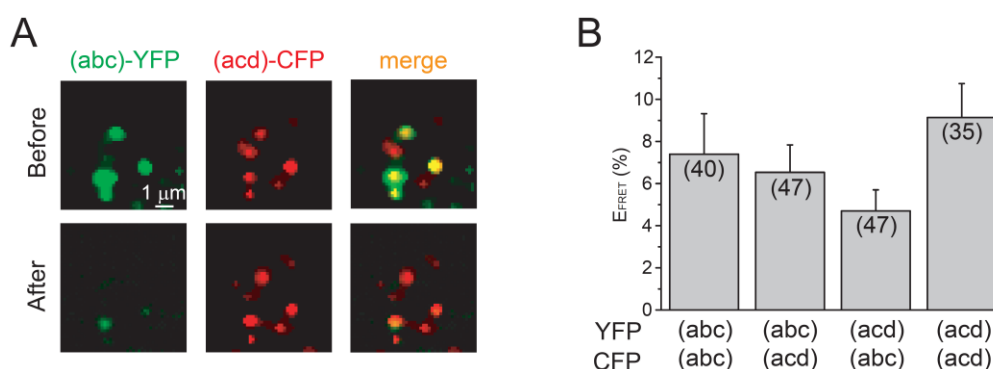 A
(abc)-YFP (acd)-CFP merge
Before
1 μm
After
B
EFRET (%)
12
10
8
6
4
2
0
(40) (47) (47) (35)
YFP (abc) (abc) (acd) (acd)
CFP (abc) (acd) (abc) (acd)